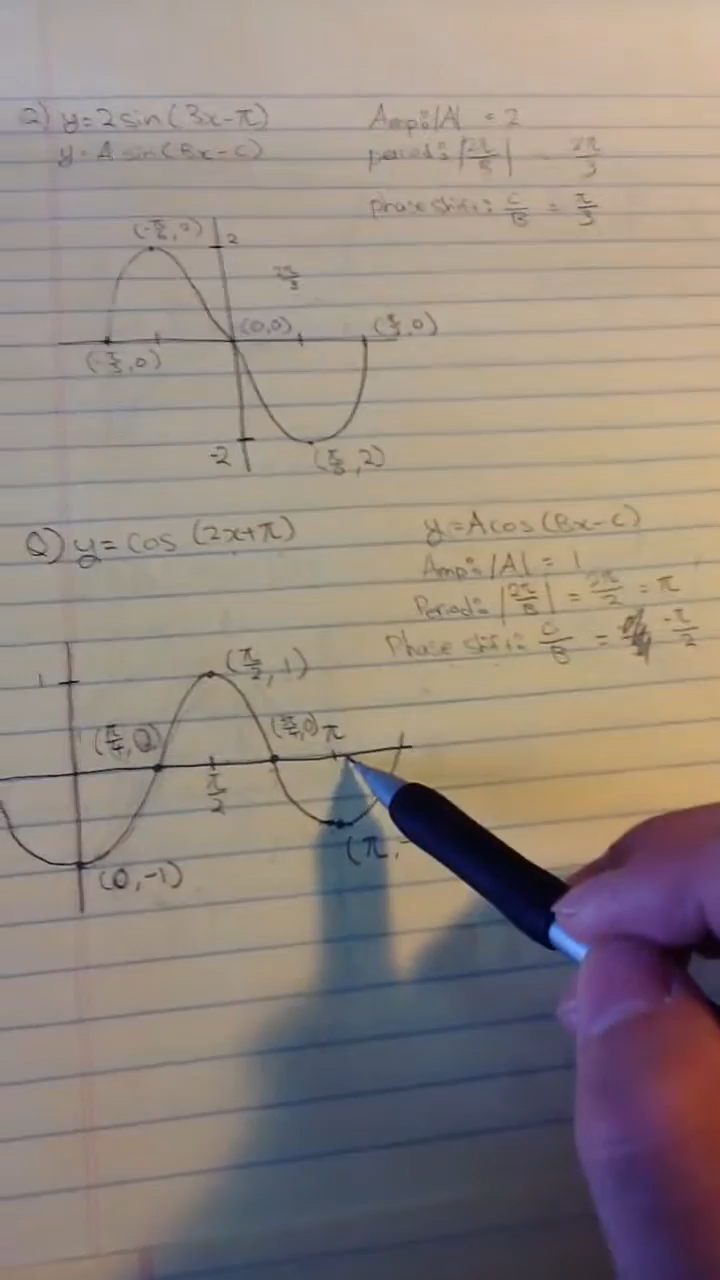 2) y=2sin(3x-π)
y=A sin(Bx-c)
Amp:|A| = 2
period: |2π/B| = 2π/3
phase shift: C/B = π/3
(-π/6,2)
2
2π/3
(0,0)
(π/3,0)
(-π/3,0)
-2
(π/6,2)
Q) y=cos(2x+π)
y=Acos(Bx-c)
Amp: |A| = 1
Period: |2π/B| = 2π/2 = π
Phase shift: C/B = -π/2
1
(π/2,1)
(π/4,0)
(3π/4,0)
π
π/2
(0,-1)
(π,-